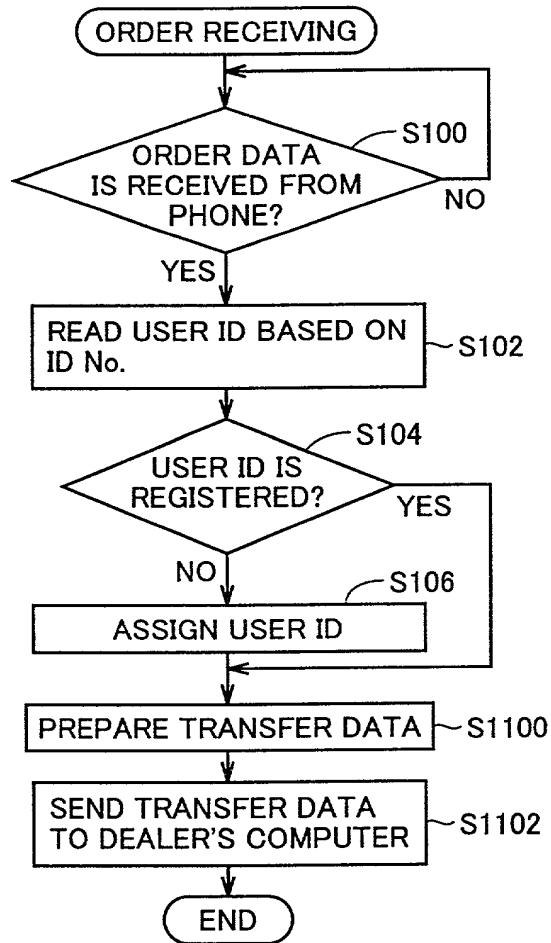 ORDER RECEIVING
S100
ORDER DATA
IS RECEIVED FROM
PHONE?
NO
YES
READ USER ID BASED ON
ID No.
S102
S104
USER ID IS
REGISTERED?
YES
NO
S106
ASSIGN USER ID
PREPARE TRANSFER DATA
S1100
SEND TRANSFER DATA
TO DEALER'S COMPUTER
S1102
END